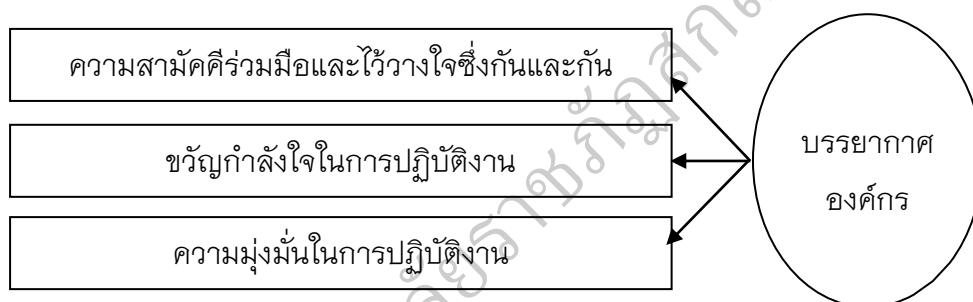 ความสามัคคีร่วมมือและไว้วางใจซึ่งกันและกัน
ขวัญกำลังใจในการปฏิบัติงาน
ความมุ่งมั่นในการปฏิบัติงาน
บรรยากาศ
องค์กร